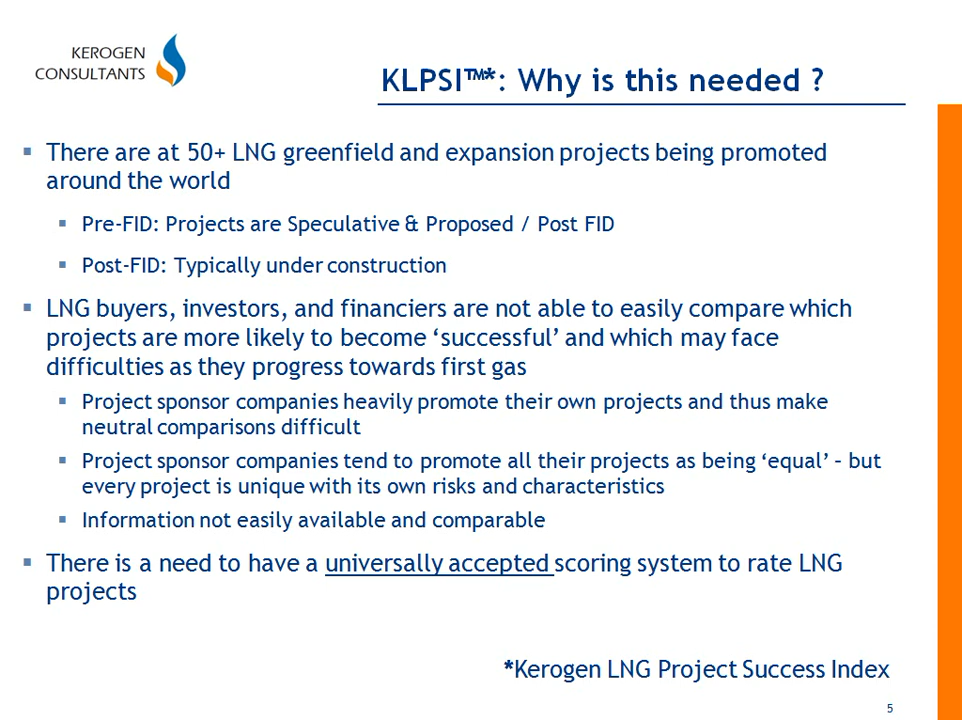 KEROGEN
CONSULTANTS
KLPSI™*: Why is this needed ?
▪ There are at 50+ LNG greenfield and expansion projects being promoted
around the world
▪ Pre-FID: Projects are Speculative & Proposed / Post FID
▪ Post-FID: Typically under construction
▪ LNG buyers, investors, and financiers are not able to easily compare which
projects are more likely to become ‘successful’ and which may face
difficulties as they progress towards first gas
▪ Project sponsor companies heavily promote their own projects and thus make
neutral comparisons difficult
▪ Project sponsor companies tend to promote all their projects as being ‘equal’ – but
every project is unique with its own risks and characteristics
▪ Information not easily available and comparable
▪ There is a need to have a universally accepted scoring system to rate LNG
projects
*Kerogen LNG Project Success Index
5